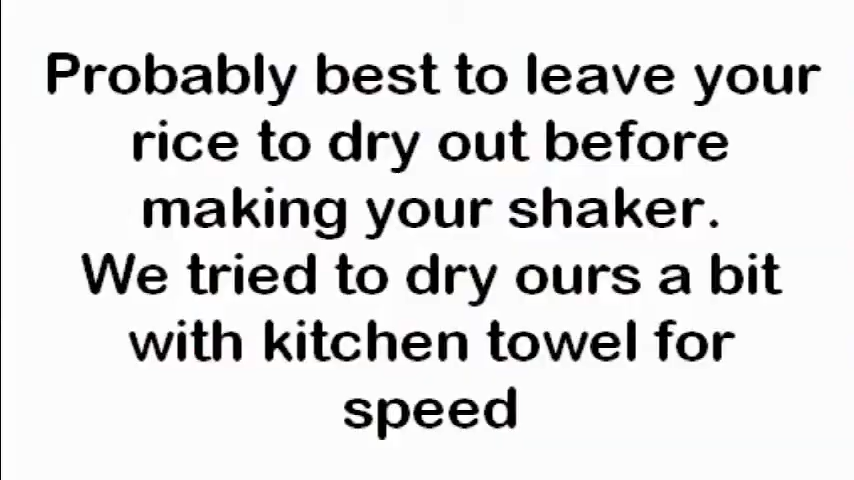 Probably best to leave your
rice to dry out before
making your shaker.
We tried to dry ours a bit
with kitchen towel for
speed